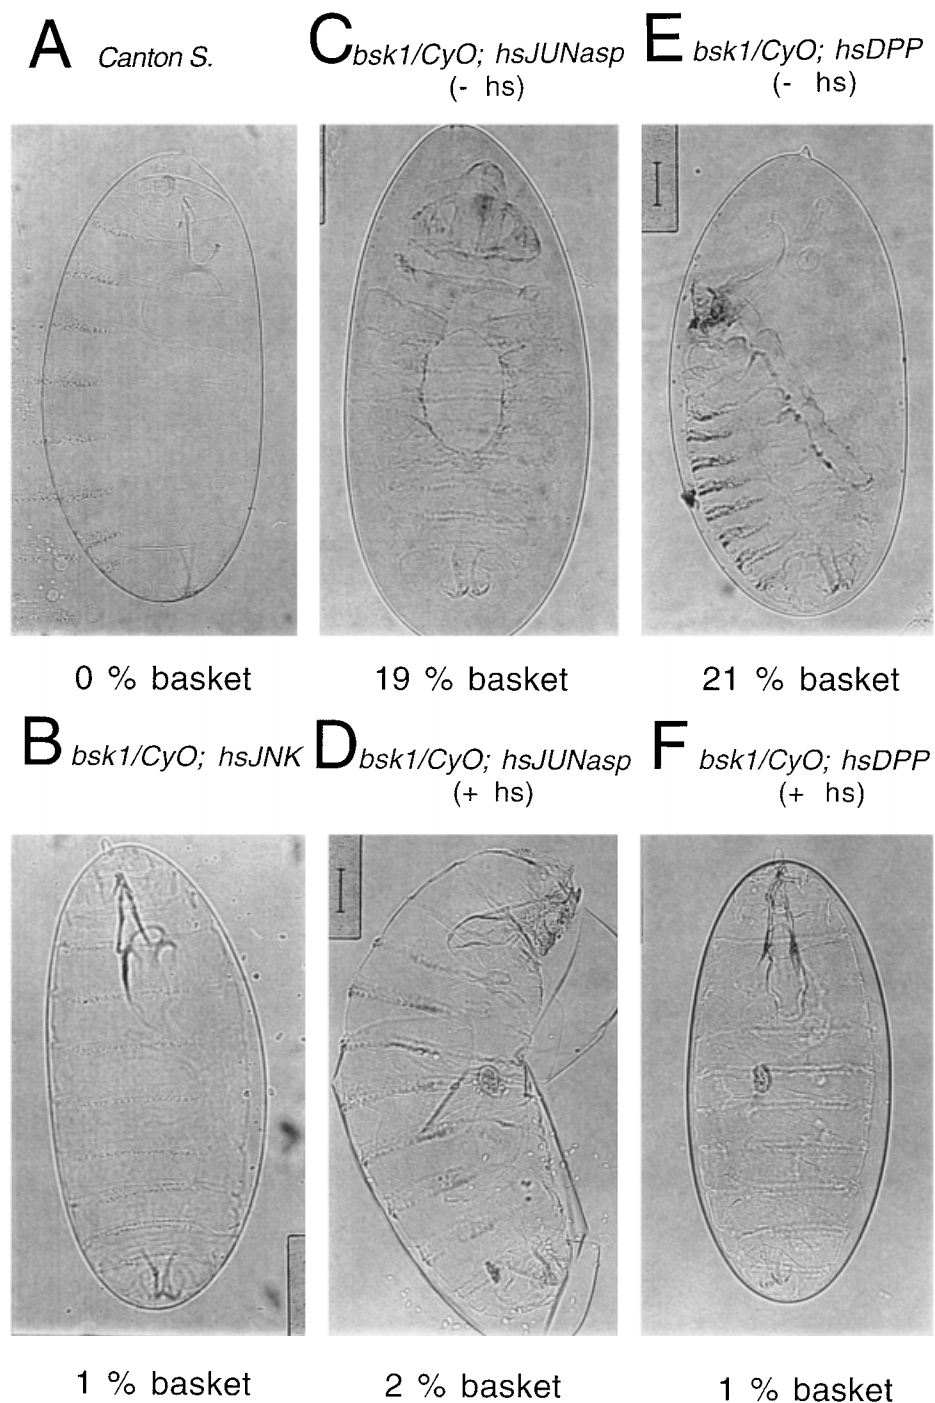 A Canton S.
C bsk1/CyO; hsJUNasp
(- hs)
E bsk1/CyO; hsDPP
(- hs)
0 % basket
19 % basket
21 % basket
B bsk1/CyO; hsJNK
D bsk1/CyO; hsJUNasp
(+ hs)
F bsk1/CyO; hsDPP
(+ hs)
1 % basket
2 % basket
1 % basket